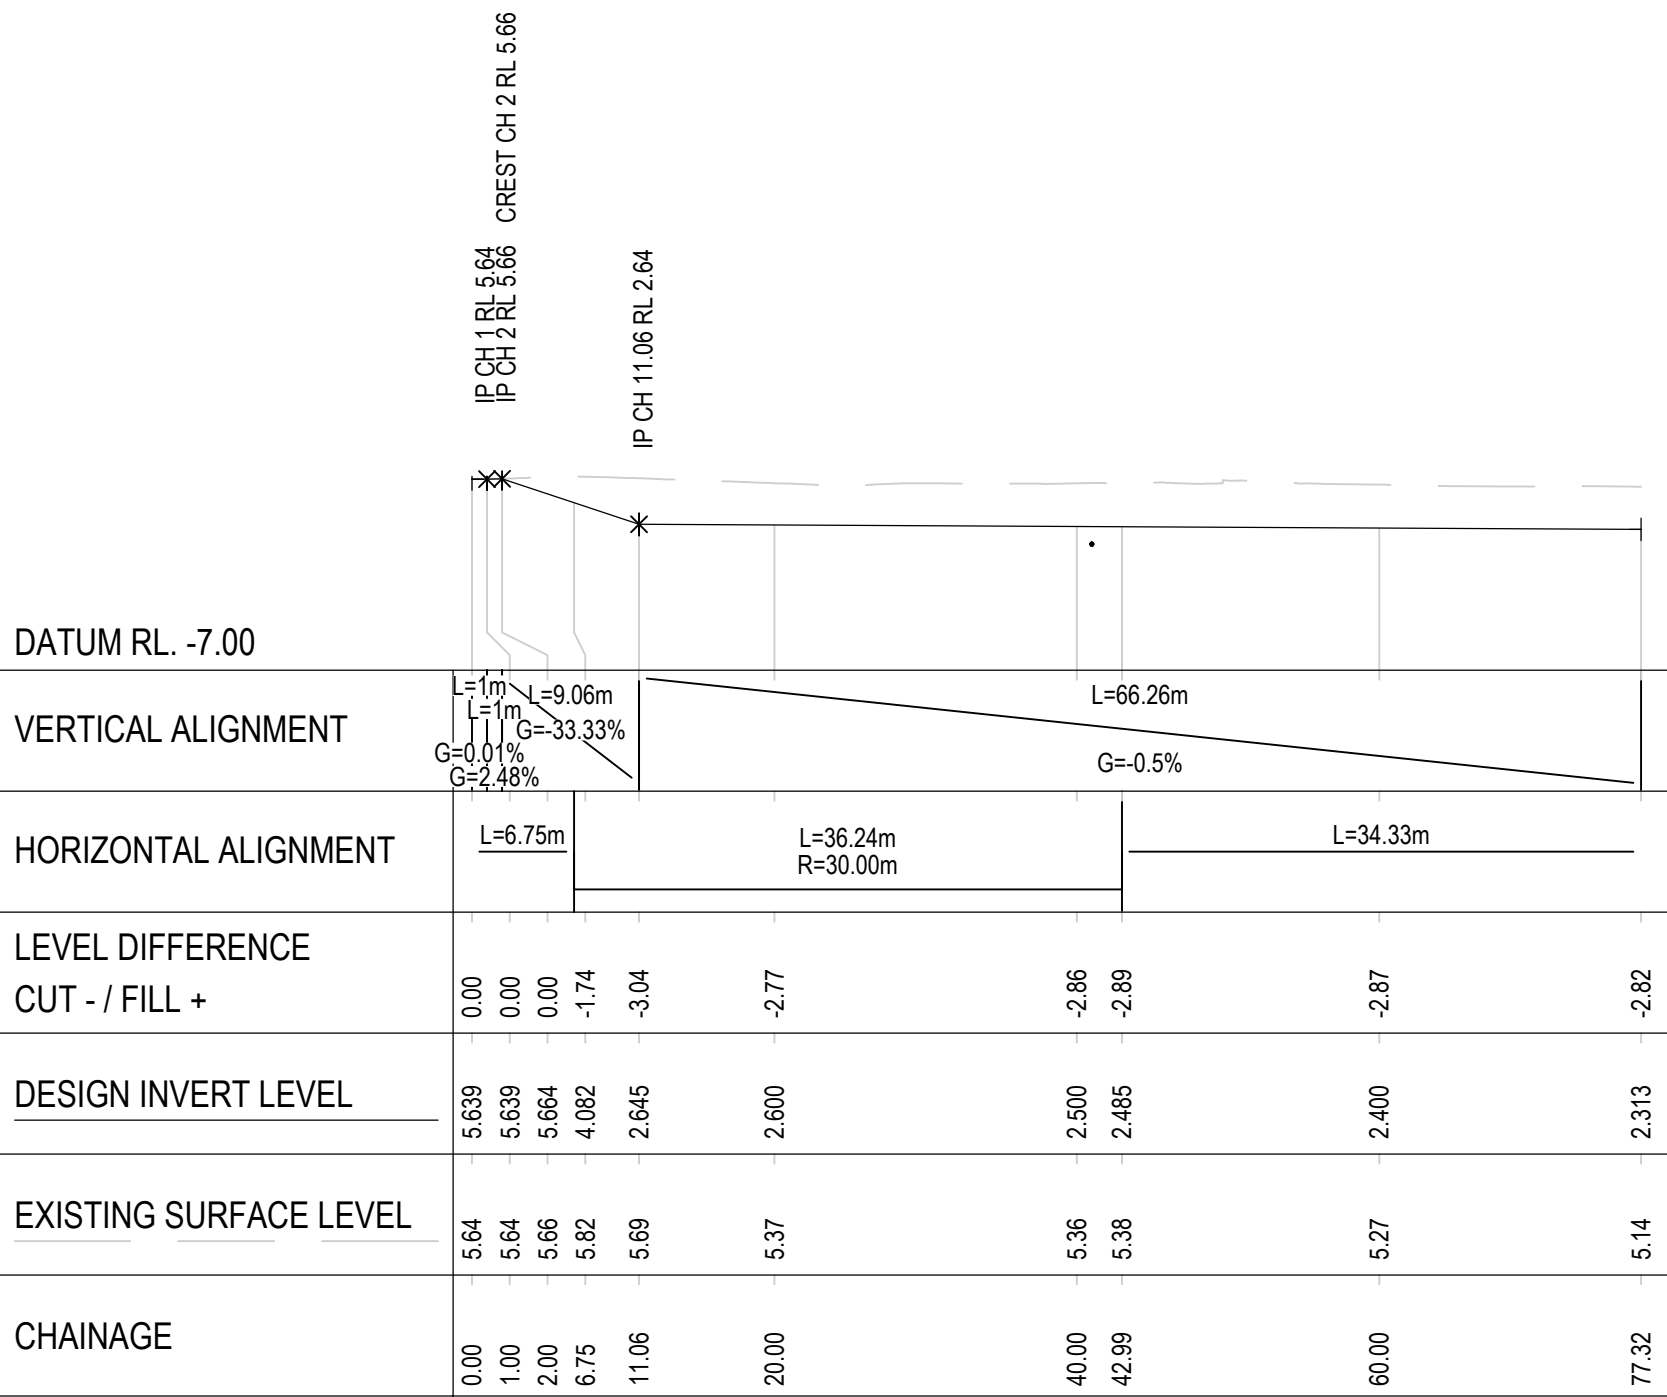 CREST CH 2 RL 5.66
IP CH 1 RL 5.64
IP CH 2 RL 5.66
IP CH 11.06 RL 2.64
DATUM RL. -7.00
VERTICAL ALIGNMENT
L=1m
L=1m
L=9.06m
G=-33.33%
G=0.01%
G=2.48%
L=66.26m
G=-0.5%
HORIZONTAL ALIGNMENT
L=6.75m
L=36.24m
R=30.00m
L=34.33m
LEVEL DIFFERENCE
CUT - / FILL +
0.00 0.00 0.00 -1.74 -3.04 -2.77 -2.86 -2.89 -2.87 -2.82
DESIGN INVERT LEVEL
5.639 5.639 5.664 4.082 2.645 2.600 2.500 2.485 2.400 2.313
EXISTING SURFACE LEVEL
5.64 5.64 5.66 5.82 5.69 5.37 5.36 5.38 5.27 5.14
CHAINAGE
0.00 1.00 2.00 6.75 11.06 20.00 40.00 42.99 60.00 77.32